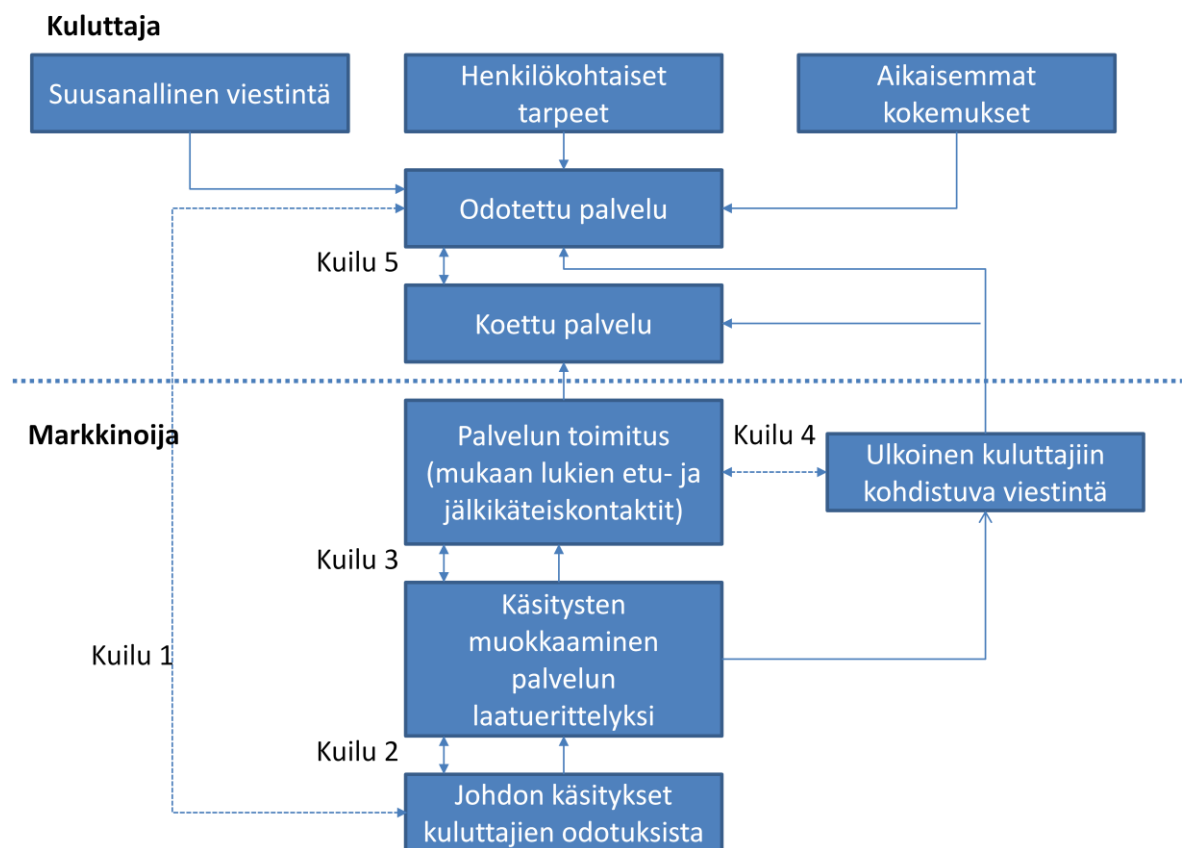 Kuluttaja
Suusanallinen viestintä
Henkilökohtaiset
tarpeet
Aikaisemmat
kokemukset
Odotettu palvelu
Kuilu 5
Koettu palvelu
Markkinoija
Palvelun toimitus
(mukaan lukien etu- ja
jälkikäteiskontaktit)
Kuilu 4
Ulkoinen kuluttajiin
kohdistuva viestintä
Kuilu 3
Käsitysten
muokkaaminen
palvelun
laatuerittelyksi
Kuilu 1
Kuilu 2
Johdon käsitykset
kuluttajien odotuksista